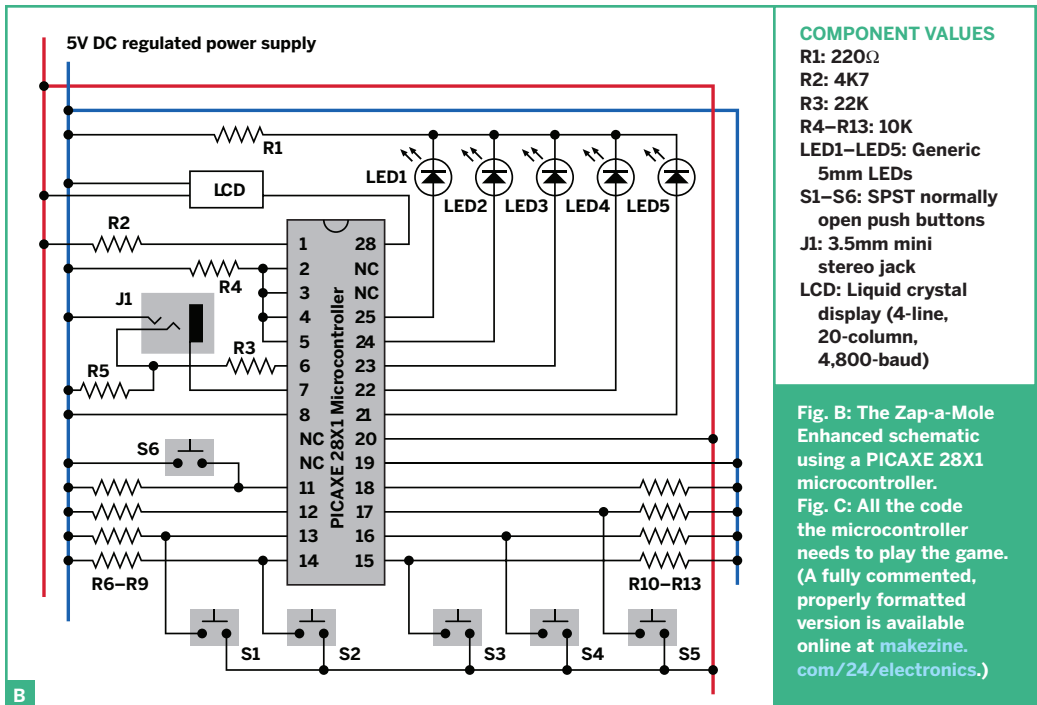 5V DC regulated power supply
R1
LCD
LED1
LED2
LED3
LED4
LED5
R2
R4
J1
R3
R5
S6
R6–R9
R10–R13
PICAXE 28X1 Microcontroller
1
28
2
NC
3
NC
4
25
5
24
6
23
7
22
8
21
NC
20
NC
19
11
18
12
17
13
16
14
15
S1
S2
S3
S4
S5
B
COMPONENT VALUES
R1: 220Ω
R2: 4K7
R3: 22K
R4–R13: 10K
LED1–LED5: Generic
5mm LEDs
S1–S6: SPST normally
open push buttons
J1: 3.5mm mini
stereo jack
LCD: Liquid crystal
display (4-line,
20-column,
4,800-baud)
Fig. B: The Zap-a-Mole
Enhanced schematic
using a PICAXE 28X1
microcontroller.
Fig. C: All the code
the microcontroller
needs to play the game.
(A fully commented,
properly formatted
version is available
online at makezine.
com/24/electronics.)